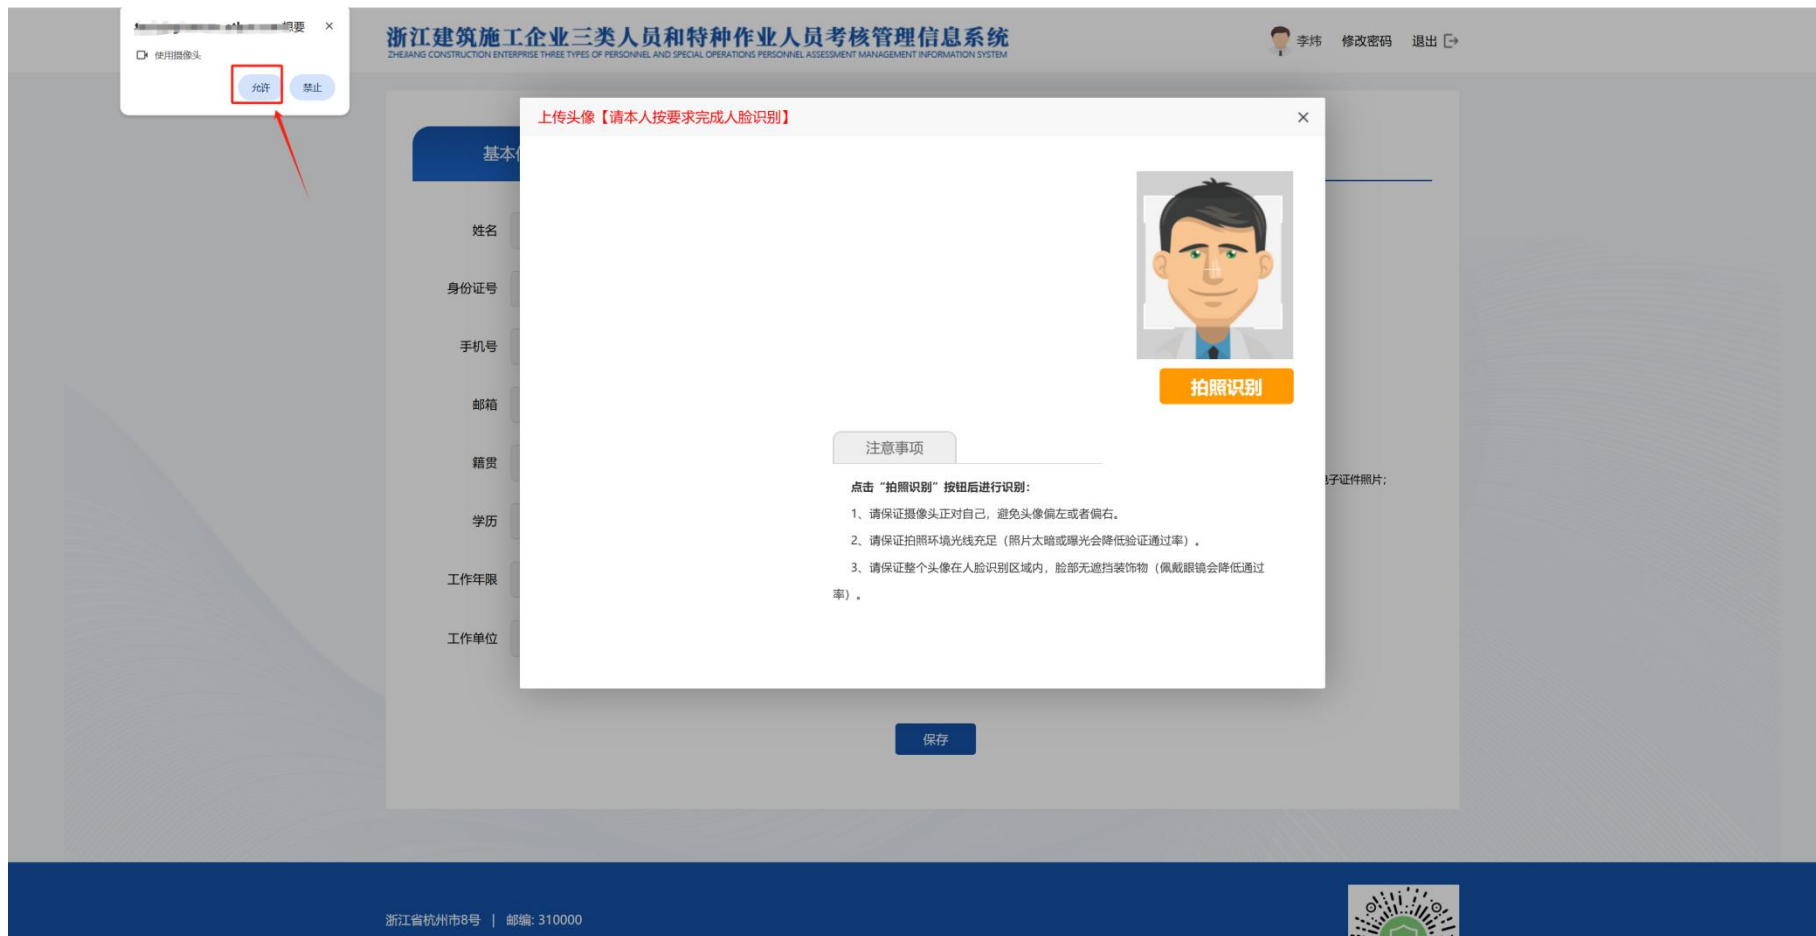 想要
使用摄像头
允许 禁止
浙江建筑施工企业三类人员和特种作业人员考核管理信息系统
ZHEJIANG CONSTRUCTION ENTERPRISE THREE TYPES OF PERSONNEL AND SPECIAL OPERATIONS PERSONNEL ASSESSMENT MANAGEMENT INFORMATION SYSTEM
李炜 修改密码 退出
上传头像【请本人按要求完成人脸识别】
基本
姓名
身份证号
手机号
邮箱
籍贯
学历
工作年限
工作单位
拍照识别
注意事项
点击“拍照识别”按钮后进行识别：
1、请保证摄像头正对自己，避免头像偏左或者偏右。
2、请保证拍照环境光线充足（照片太暗或曝光会降低验证通过率）。
3、请保证整个头像在人脸识别区域内，脸部无遮挡装饰物（佩戴眼镜会降低通过
率）。
子证件照片；
保存
浙江省杭州市8号 | 邮编: 310000